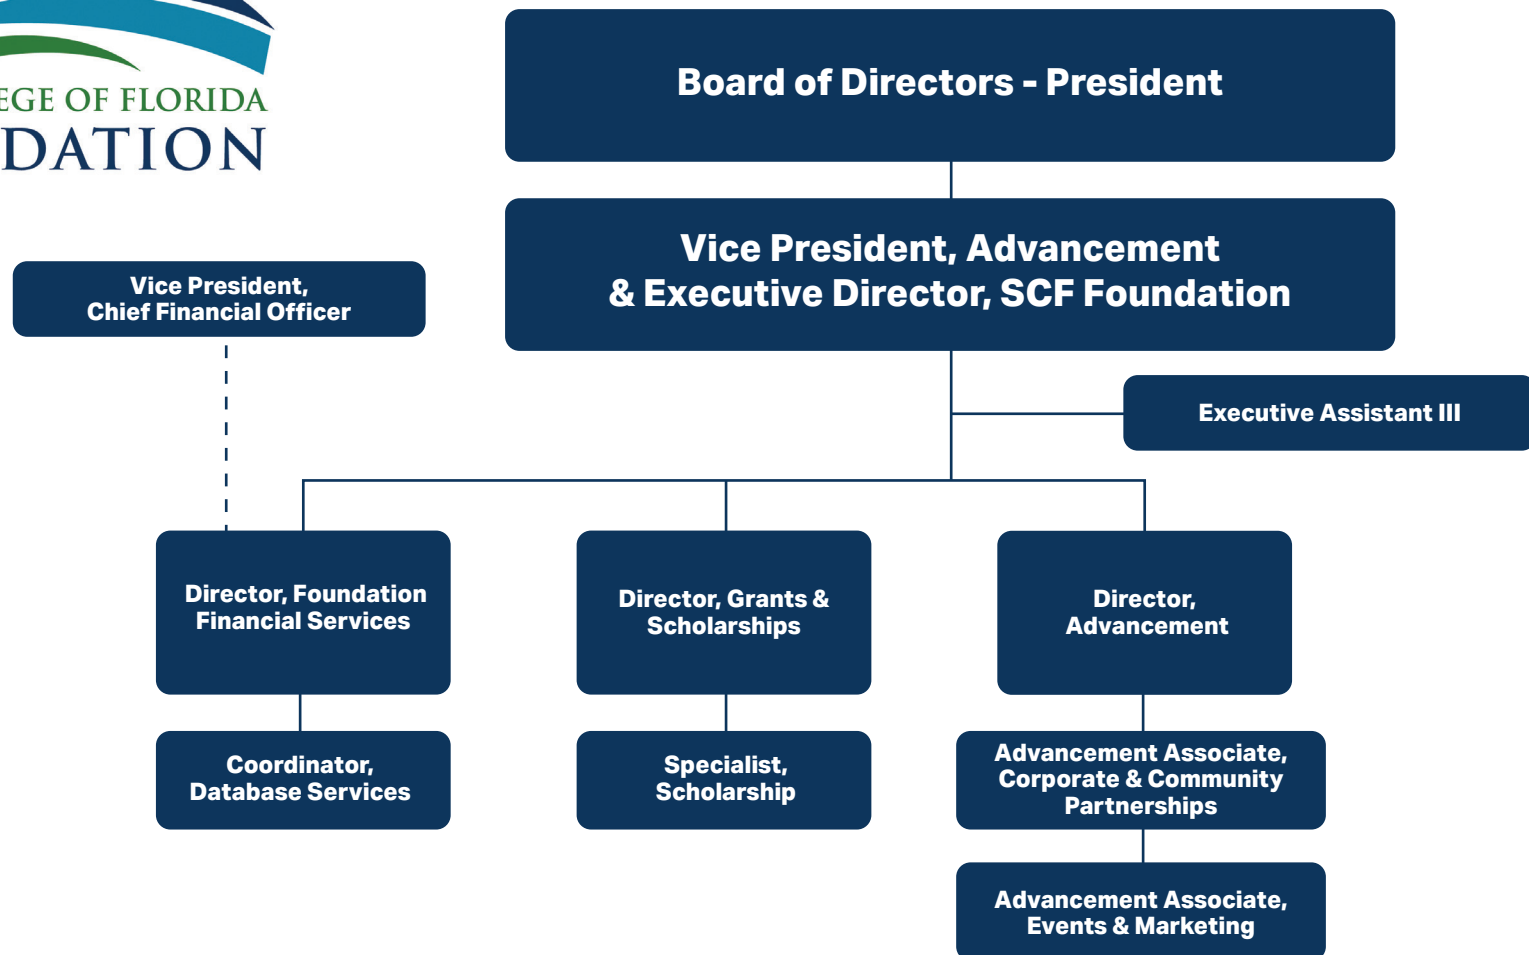 EGE OF FLORIDA
DATION
Board of Directors - President
Vice President, Advancement
& Executive Director, SCF Foundation
Vice President,
Chief Financial Officer
Executive Assistant III
Director, Foundation
Financial Services
Director, Grants &
Scholarships
Director,
Advancement
Coordinator,
Database Services
Specialist,
Scholarship
Advancement Associate,
Corporate & Community
Partnerships
Advancement Associate,
Events & Marketing